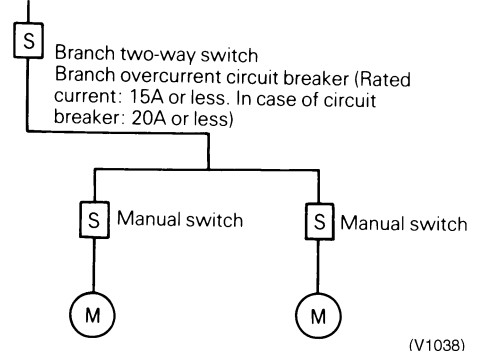 S
Branch two-way switch
Branch overcurrent circuit breaker (Rated
current: 15A or less. In case of circuit
breaker: 20A or less)
S Manual switch
S Manual switch
M
M
(V1038)